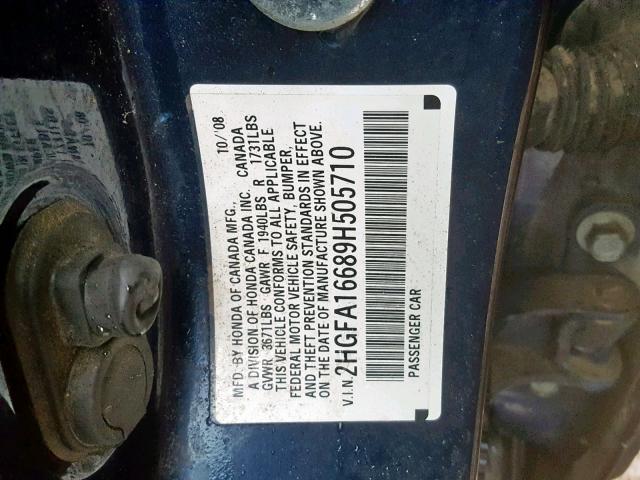 MFD. BY HONDA OF CANADA MFG., 10/'08
A DIVISION OF HONDA CANADA INC. CANADA
GVWR 3671LBS GAWR F 1940LBS R 1731LBS
THIS VEHICLE CONFORMS TO ALL APPLICABLE
FEDERAL MOTOR VEHICLE SAFETY, BUMPER,
AND THEFT PREVENTION STANDARDS IN EFFECT
ON THE DATE OF MANUFACTURE SHOWN ABOVE.
V.I.N. 2HGFA16689H505710
PASSENGER CAR